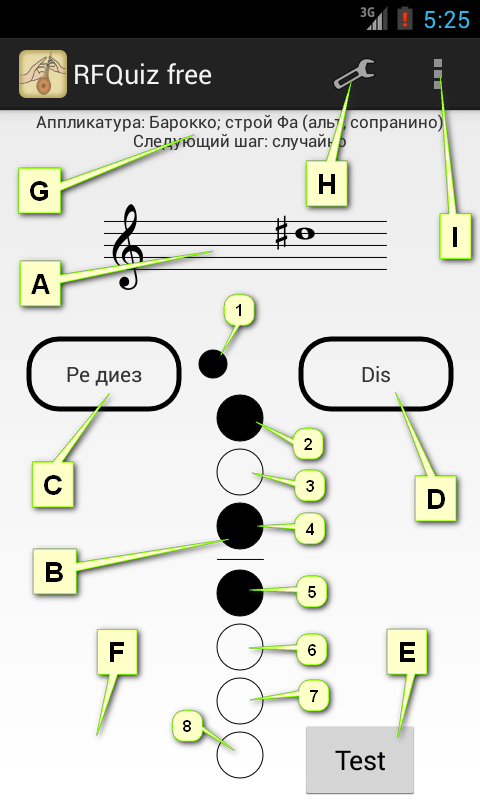 3G 5:25
RFQuiz free
Аппликатура: Барокко; строй Фа (альт, сопранино)
Следующий шаг: случайно
G
H
I
A
1
Ре диез
Dis
2
C
3
D
4
B
5
F
6
E
7
8
Test